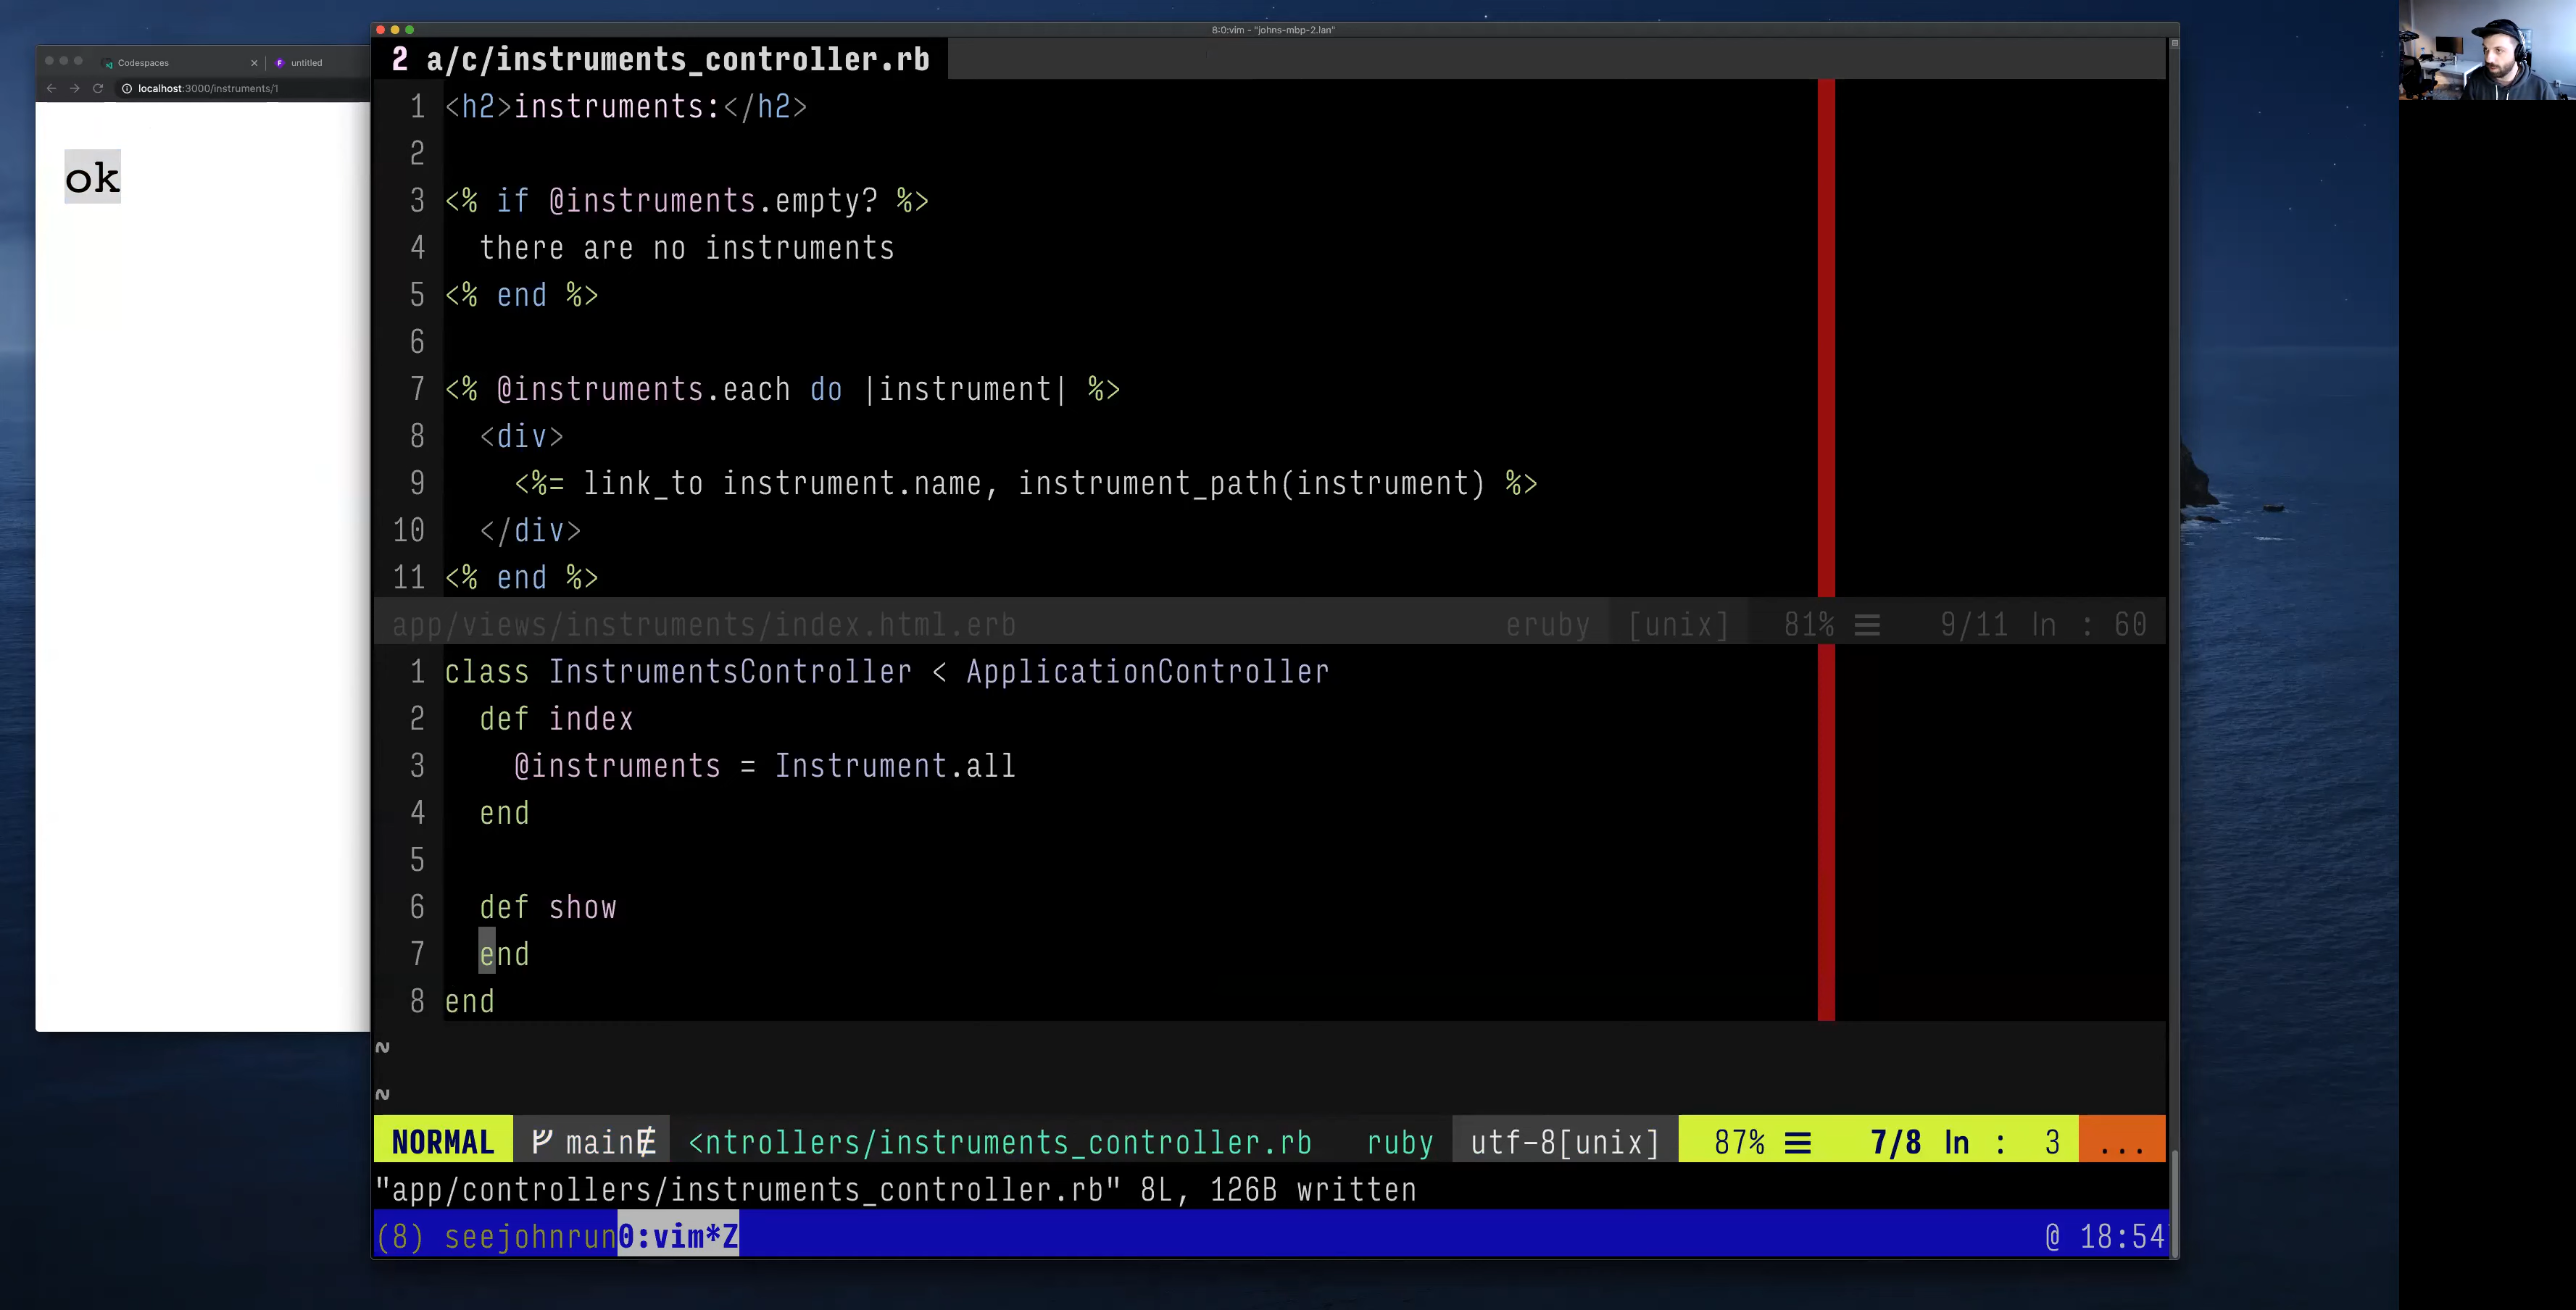 8:0:vim - "johns-mbp-2.lan"
Codespaces
untitled
localhost:3000/instruments/1
ok
2 a/c/instruments_controller.rb
1 <h2>instruments:</h2>
2
3 <% if @instruments.empty? %>
4 there are no instruments
5 <% end %>
6
7 <% @instruments.each do |instrument| %>
8 <div>
9 <%= link_to instrument.name, instrument_path(instrument) %>
10 </div>
11 <% end %>
app/views/instruments/index.html.erb eruby [unix] 81% ☰ 9/11 ln : 60
1 class InstrumentsController < ApplicationController
2 def index
3 @instruments = Instrument.all
4 end
5
6 def show
7 end
8 end
~
~
NORMAL main <ntrollers/instruments_controller.rb ruby utf-8[unix] 87% ☰ 7/8 ln : 3 ...
"app/controllers/instruments_controller.rb" 8L, 126B written
(8) seejohnrun 0:vim*Z @ 18:54